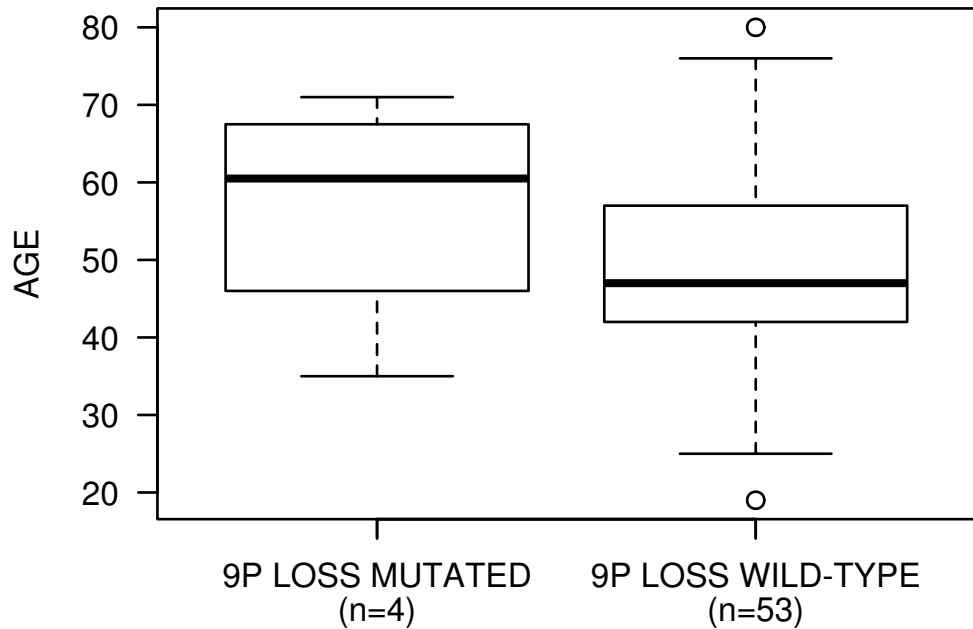 80
70
60
50
40
30
20
AGE
9P LOSS MUTATED
(n=4)
9P LOSS WILD-TYPE
(n=53)